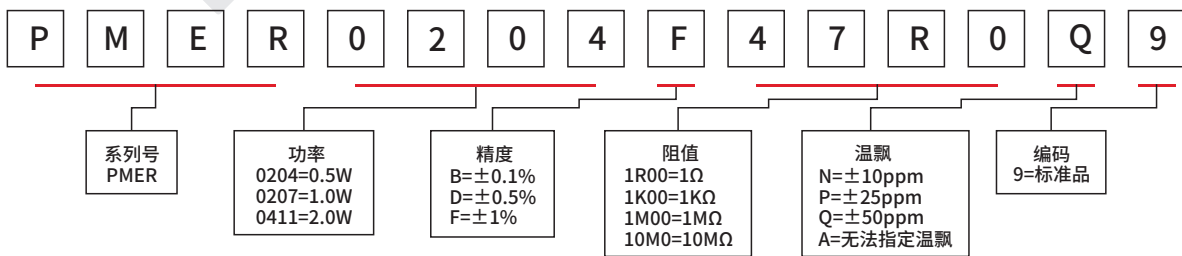 P M E R 0 2 0 4 F 4 7 R 0 Q 9
系列号
PMER
功率
0204=0.5W
0207=1.0W
0411=2.0W
精度
B=±0.1%
D=±0.5%
F=±1%
阻值
1R00=1Ω
1K00=1KΩ
1M00=1MΩ
10M0=10MΩ
温飘
N=±10ppm
P=±25ppm
Q=±50ppm
A=无法指定温飘
编码
9=标准品